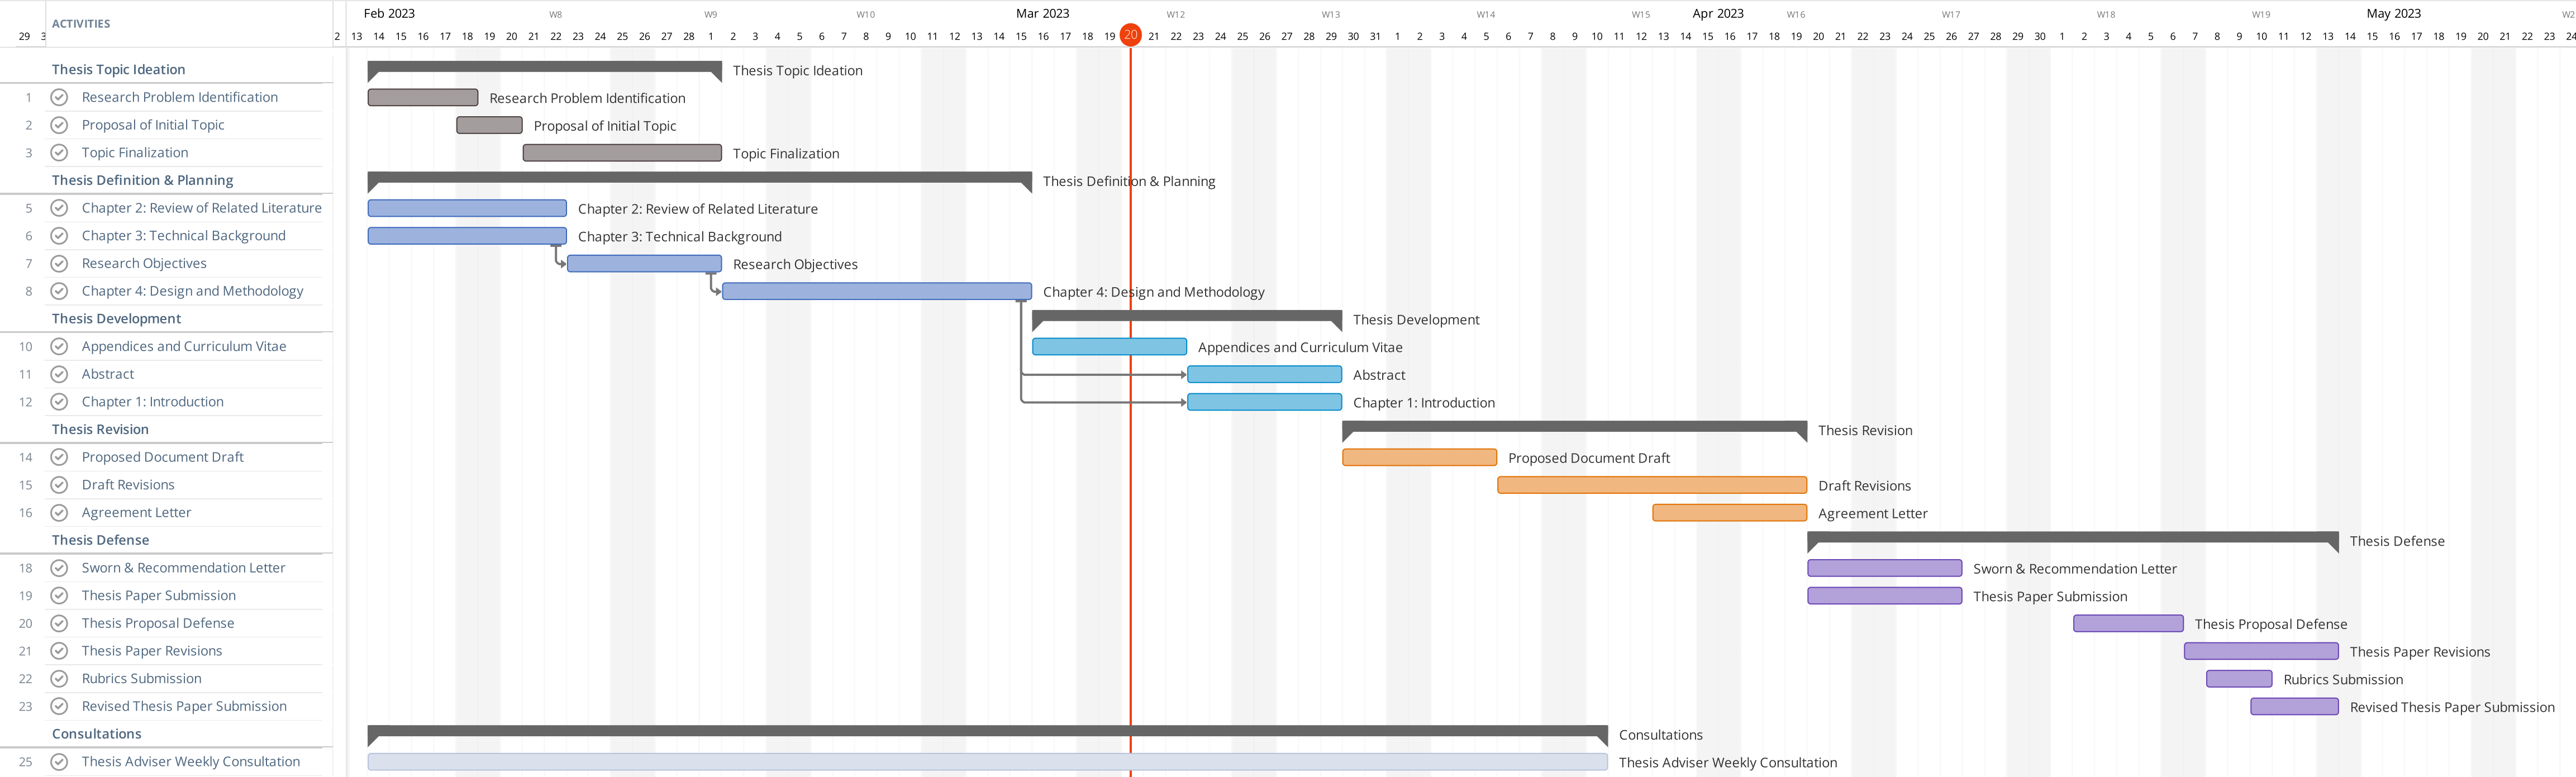 Feb 2023 W8 W9 W10 Mar 2023 W12 W13 W14 W15 Apr 2023 W16 W17 W18 W19 May 2023 W2
ACTIVITIES
29 3 2 13 14 15 16 17 18 19 20 21 22 23 24 25 26 27 28 1 2 3 4 5 6 7 8 9 10 11 12 13 14 15 16 17 18 19 20 21 22 23 24 25 26 27 28 29 30 31 1 2 3 4 5 6 7 8 9 10 11 12 13 14 15 16 17 18 19 20 21 22 23 24 25 26 27 28 29 30 1 2 3 4 5 6 7 8 9 10 11 12 13 14 15 16 17 18 19 20 21 22 23 24
Thesis Topic Ideation Thesis Topic Ideation
1 Research Problem Identification Research Problem Identification
2 Proposal of Initial Topic Proposal of Initial Topic
3 Topic Finalization Topic Finalization
Thesis Definition & Planning Thesis Definition & Planning
5 Chapter 2: Review of Related Literature Chapter 2: Review of Related Literature
6 Chapter 3: Technical Background Chapter 3: Technical Background
7 Research Objectives Research Objectives
8 Chapter 4: Design and Methodology Chapter 4: Design and Methodology
Thesis Development Thesis Development
10 Appendices and Curriculum Vitae Appendices and Curriculum Vitae
11 Abstract Abstract
12 Chapter 1: Introduction Chapter 1: Introduction
Thesis Revision Thesis Revision
14 Proposed Document Draft Proposed Document Draft
15 Draft Revisions Draft Revisions
16 Agreement Letter Agreement Letter
Thesis Defense Thesis Defense
18 Sworn & Recommendation Letter Sworn & Recommendation Letter
19 Thesis Paper Submission Thesis Paper Submission
20 Thesis Proposal Defense Thesis Proposal Defense
21 Thesis Paper Revisions Thesis Paper Revisions
22 Rubrics Submission Rubrics Submission
23 Revised Thesis Paper Submission Revised Thesis Paper Submission
Consultations Consultations
25 Thesis Adviser Weekly Consultation Thesis Adviser Weekly Consultation